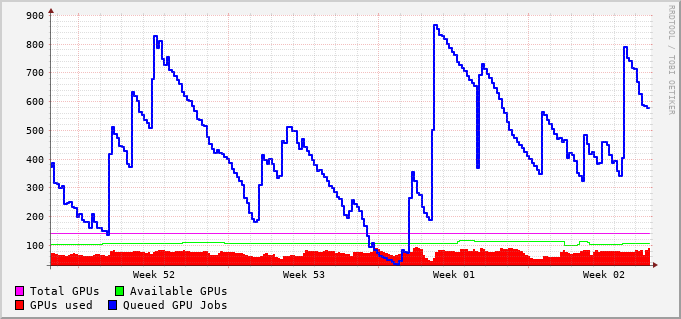 900
800
700
600
500
400
300
200
100
Week 52 Week 53 Week 01 Week 02
Total GPUs Available GPUs
GPUs used Queued GPU Jobs
RRDTOOL / TOBI OETIKER